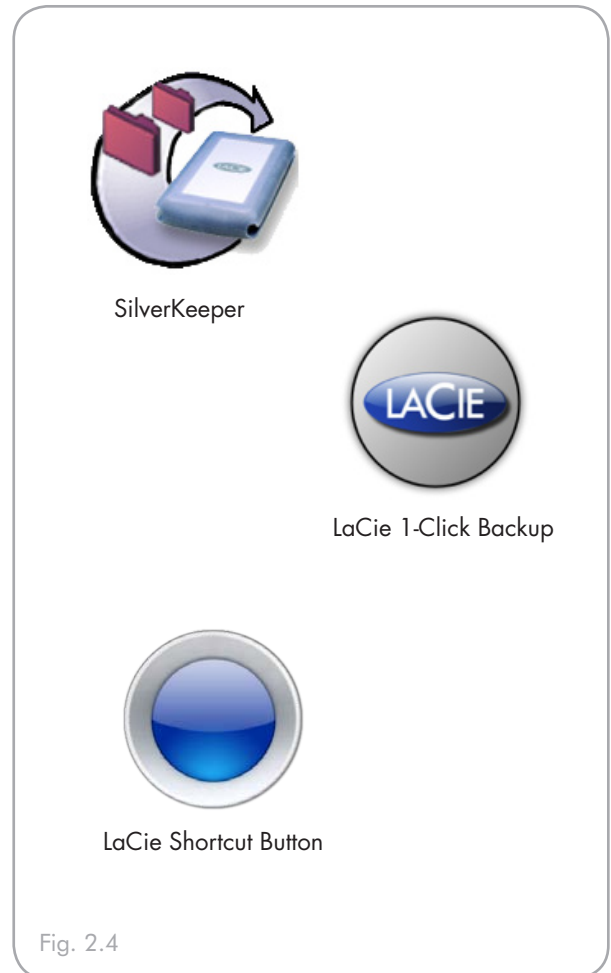 LACIE
SilverKeeper
LACIE
LaCie 1-Click Backup
LaCie Shortcut Button
Fig. 2.4